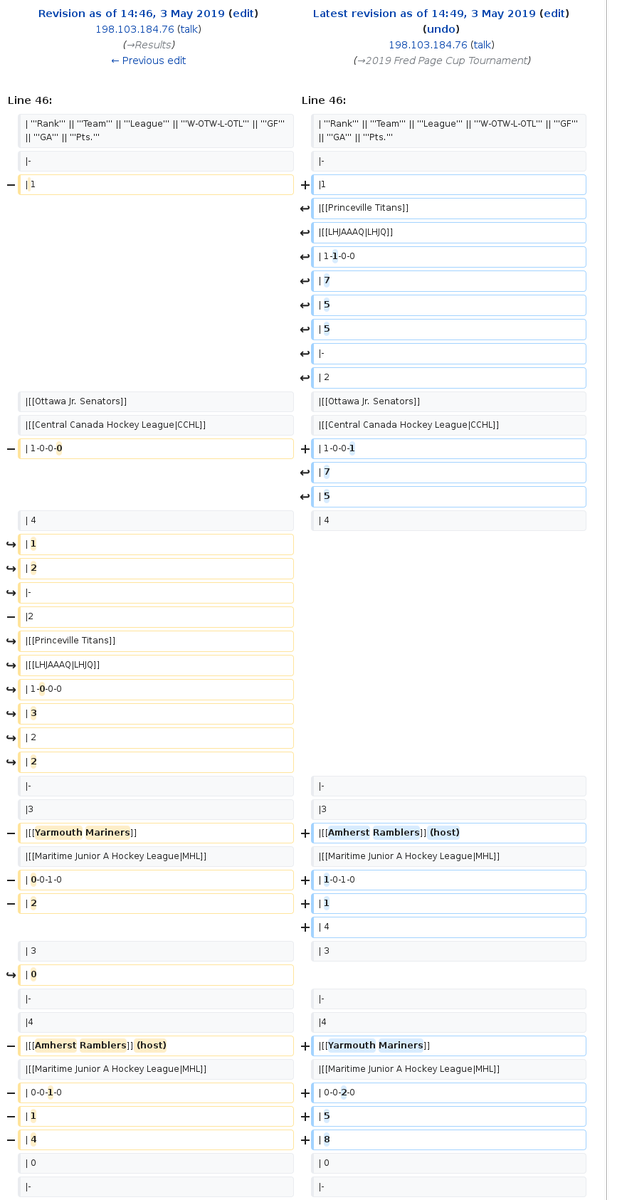 Revision as of 14:46, 3 May 2019 (edit)
198.103.184.76 (talk)
(→Results)
← Previous edit
Latest revision as of 14:49, 3 May 2019 (edit)
(undo)
198.103.184.76 (talk)
(→2019 Fred Page Cup Tournament)
Line 46:
Line 46:
| '''Rank''' || '''Team''' || '''League''' || '''W-OTW-L-OTL''' || '''GF'''
|| '''GA''' || '''Pts.'''
| '''Rank''' || '''Team''' || '''League''' || '''W-OTW-L-OTL''' || '''GF'''
|| '''GA''' || '''Pts.'''
|-
|-
− | 1
+ |1
↩ |[[Princeville Titans]]
↩ |[[LHJAAAQ|LHJQ]]
↩ | 1-1-0-0
↩ | 7
↩ | 5
↩ | 5
↩ |-
↩ | 2
|[[Ottawa Jr. Senators]]
|[[Ottawa Jr. Senators]]
|[[Central Canada Hockey League|CCHL]]
|[[Central Canada Hockey League|CCHL]]
− | 1-0-0-0
+ | 1-0-0-1
↩ | 7
↩ | 5
| 4
| 4
↪ | 1
↪ | 2
↪ |-
− |2
↪ |[[Princeville Titans]]
↪ |[[LHJAAAQ|LHJQ]]
↪ | 1-0-0-0
↪ | 3
↪ | 2
↪ | 2
|-
|-
|3
|3
− |[[Yarmouth Mariners]]
+ |[[Amherst Ramblers]] (host)
|[[Maritime Junior A Hockey League|MHL]]
|[[Maritime Junior A Hockey League|MHL]]
− | 0-0-1-0
+ | 1-0-1-0
− | 2
+ | 1
+ | 4
| 3
| 3
↪ | 0
|-
|-
|4
|4
− |[[Amherst Ramblers]] (host)
+ |[[Yarmouth Mariners]]
|[[Maritime Junior A Hockey League|MHL]]
|[[Maritime Junior A Hockey League|MHL]]
− | 0-0-1-0
+ | 0-0-2-0
− | 1
+ | 5
− | 4
+ | 8
| 0
| 0
|-
|-